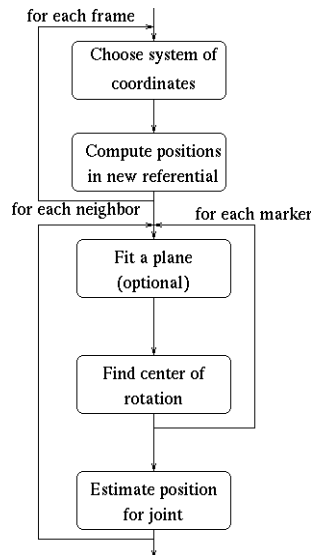 for each frame
Choose system of
coordinates
Compute positions
in new referential
for each neighbor
for each marker
Fit a plane
(optional)
Find center of
rotation
Estimate position
for joint